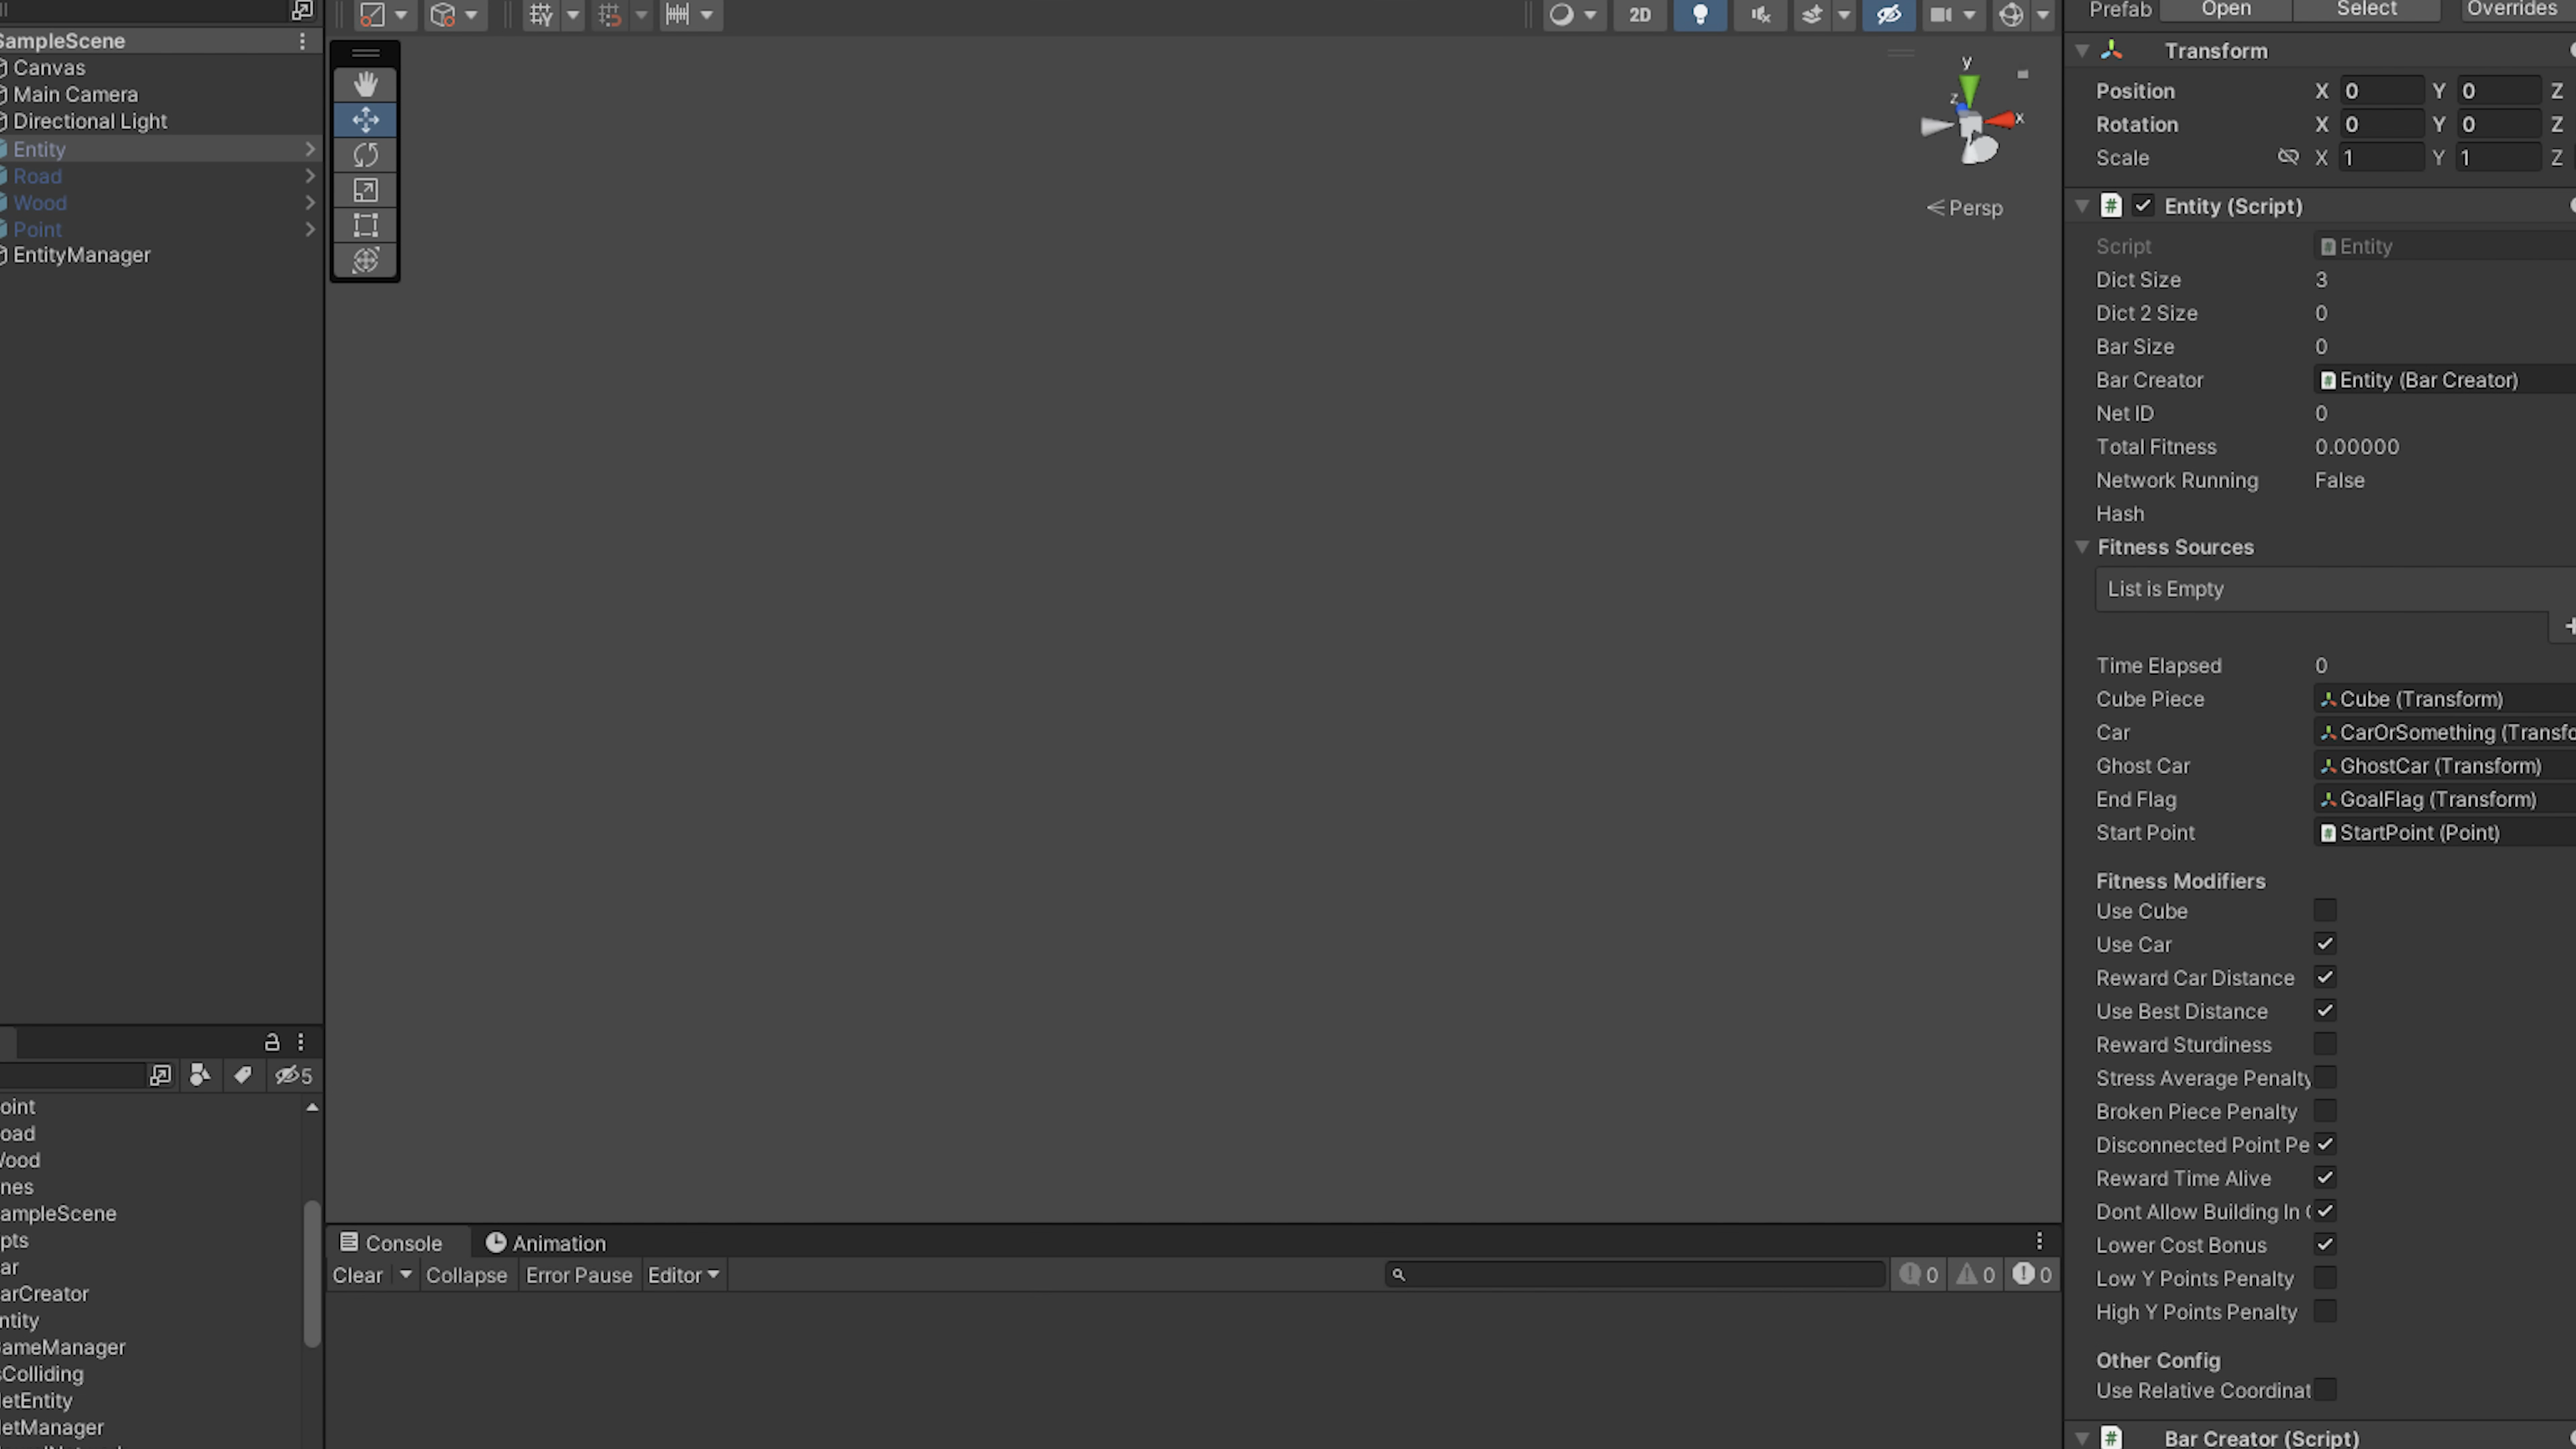 SampleScene
Canvas
Main Camera
Directional Light
Entity
Road
Wood
Point
EntityManager
5
oint
oad
Wood
nes
ampleScene
pts
ar
arCreator
ntity
GameManager
Colliding
NetEntity
NetManager
2D
y
z
x
Persp
Console
Animation
Clear
Collapse
Error Pause
Editor
0
0
0
Prefab Open Select Overrides
Transform
Position X 0 Y 0 Z
Rotation X 0 Y 0 Z
Scale X 1 Y 1 Z
# Entity (Script)
Script Entity
Dict Size 3
Dict 2 Size 0
Bar Size 0
Bar Creator Entity (Bar Creator)
Net ID 0
Total Fitness 0.00000
Network Running False
Hash
Fitness Sources
List is Empty
+
Time Elapsed 0
Cube Piece Cube (Transform)
Car CarOrSomething (Transfo
Ghost Car GhostCar (Transform)
End Flag GoalFlag (Transform)
Start Point StartPoint (Point)
Fitness Modifiers
Use Cube
Use Car
Reward Car Distance
Use Best Distance
Reward Sturdiness
Stress Average Penalty
Broken Piece Penalty
Disconnected Point Pe
Reward Time Alive
Dont Allow Building In
Lower Cost Bonus
Low Y Points Penalty
High Y Points Penalty
Other Config
Use Relative Coordinat
# Bar Creator (Script)